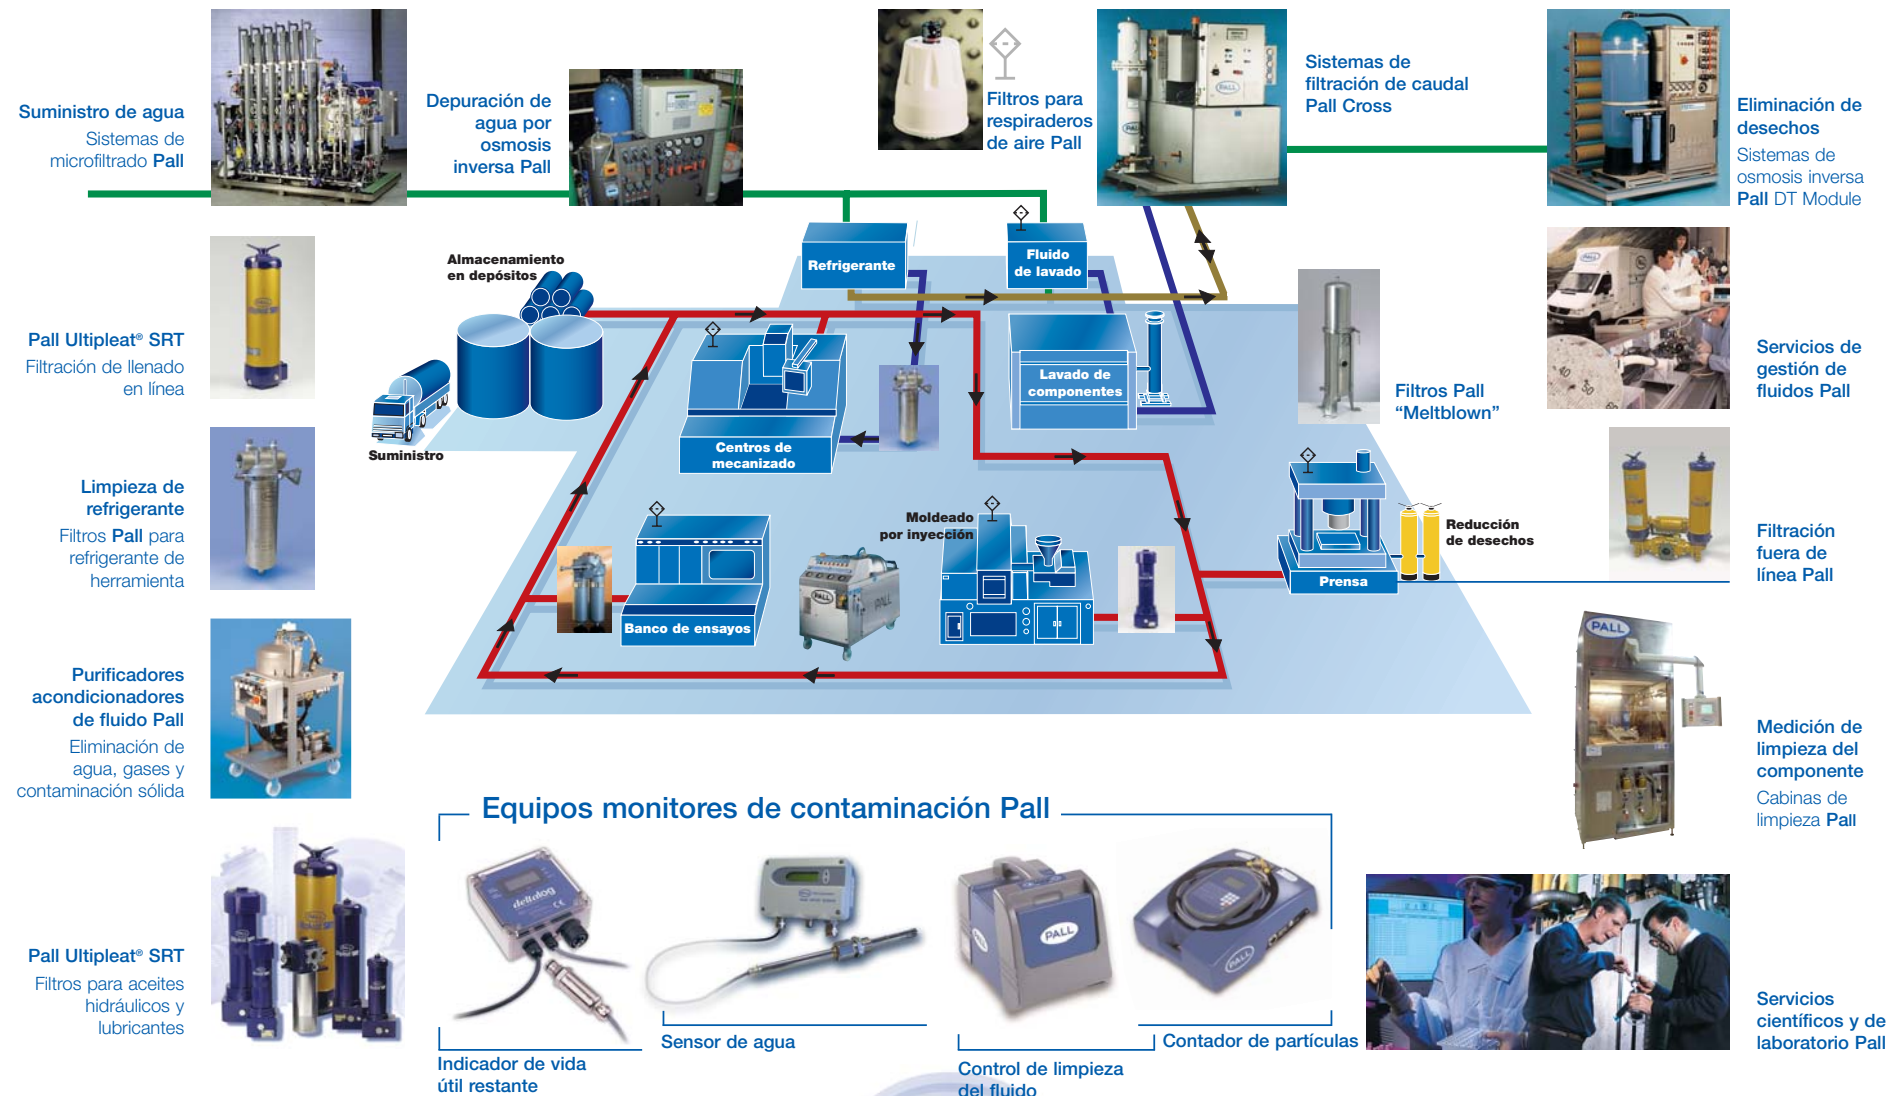 Suministro de agua
Sistemas de
microfiltrado Pall
Depuración de
agua por
osmosis
inversa Pall
Filtros para
respiraderos
de aire Pall
Sistemas de
filtración de caudal
Pall Cross
Eliminación de
desechos
Sistemas de
osmosis inversa
Pall DT Module
Pall Ultipleat® SRT
Filtración de llenado
en línea
Almacenamiento
en depósitos
Suministro
Refrigerante
Fluido
de lavado
Lavado de
componentes
Centros de
mecanizado
Filtros Pall
“Meltblown”
Servicios de
gestión de
fluidos Pall
Limpieza de
refrigerante
Filtros Pall para
refrigerante de
herramienta
Banco de ensayos
PALL
PALL
Moldeado
por inyección
Prensa
Reducción
de desechos
Filtración
fuera de
línea Pall
Purificadores
acondicionadores
de fluido Pall
Eliminación de
agua, gases y
contaminación sólida
PALL
Medición de
limpieza del
componente
Cabinas de
limpieza Pall
Equipos monitores de contaminación Pall
Pall Ultipleat® SRT
Filtros para aceites
hidráulicos y
lubricantes
deltalog
PALL
PALL
Indicador de vida
útil restante
Sensor de agua
Control de limpieza
del fluido
Contador de partículas
Servicios
científicos y de
laboratorio Pall